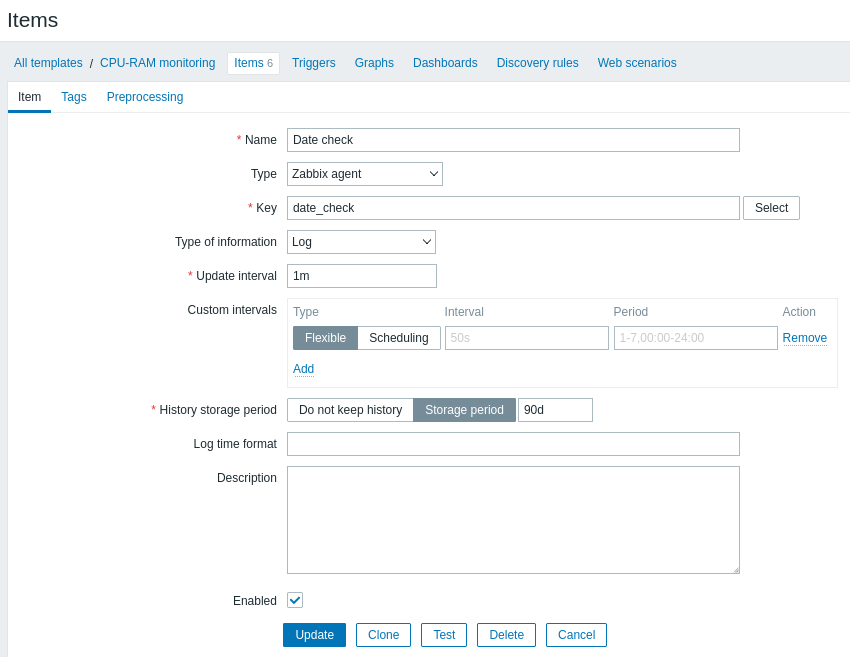 Items
All templates / CPU-RAM monitoring Items 6 Triggers Graphs Dashboards Discovery rules Web scenarios
Item Tags Preprocessing
* Name Date check
Type Zabbix agent
* Key date_check Select
Type of information Log
* Update interval 1m
Custom intervals Type Interval Period Action
Flexible Scheduling 50s 1-7,00:00-24:00 Remove
Add
* History storage period Do not keep history Storage period 90d
Log time format
Description
Enabled
Update Clone Test Delete Cancel